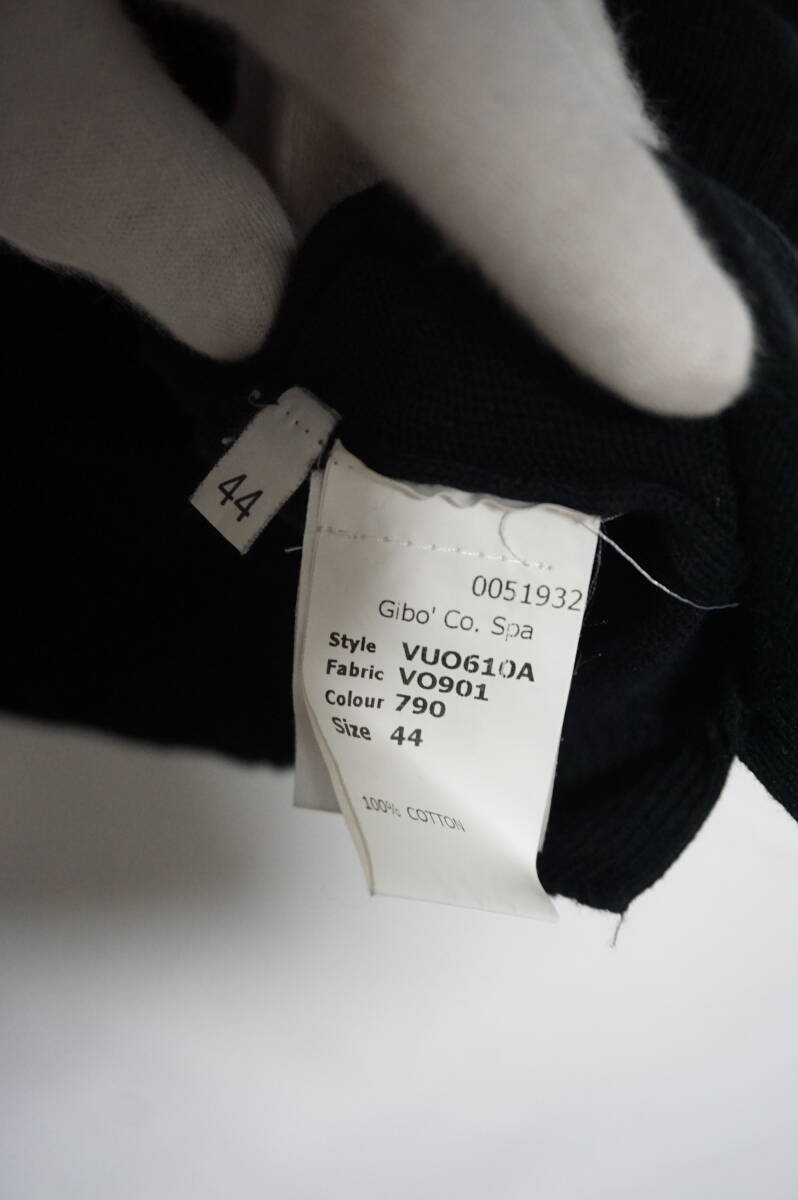 44
0051932
Gibo' Co. Spa
Style VUO610A
Fabric VO901
Colour 790
Size 44
100% COTTON